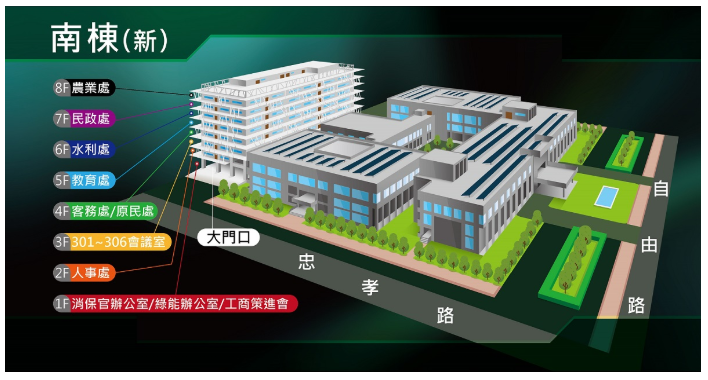 南棟(新)
8F 農業處
7F 民政處
6F 水利處
5F 教育處
4F 客務處/原民處
3F 301~306會議室
2F 人事處
1F 消保官辦公室/綠能辦公室/工商策進會
大門口
忠孝路
自由路